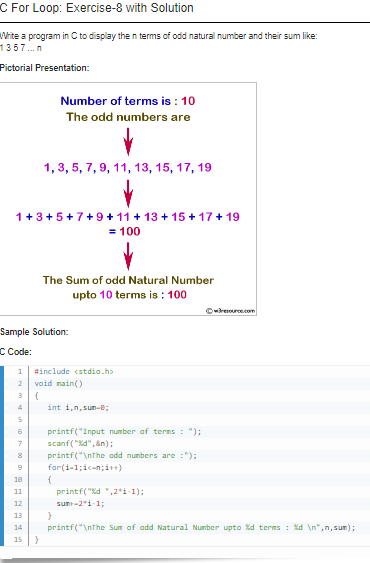 C For Loop: Exercise-8 with Solution
Write a program in C to display the n terms of odd natural number and their sum like:
1 3 5 7 ... n
Pictorial Presentation:
Number of terms is : 10
The odd numbers are
1, 3, 5, 7, 9, 11, 13, 15, 17, 19
1 + 3 + 5 + 7 + 9 + 11 + 13 + 15 + 17 + 19
= 100
The Sum of odd Natural Number
upto 10 terms is : 100
© w3resource.com
Sample Solution:
C Code:
1 #include <stdio.h>
2 void main()
3 {
4 int i,n,sum=0;
5
6 printf("Input number of terms : ");
7 scanf("%d",&n);
8 printf("\nThe odd numbers are :");
9 for(i=1;i<=n;i++)
10 {
11 printf("%d ",2*i-1);
12 sum+=2*i-1;
13 }
14 printf("\nThe Sum of odd Natural Number upto %d terms : %d \n",n,sum);
15 }